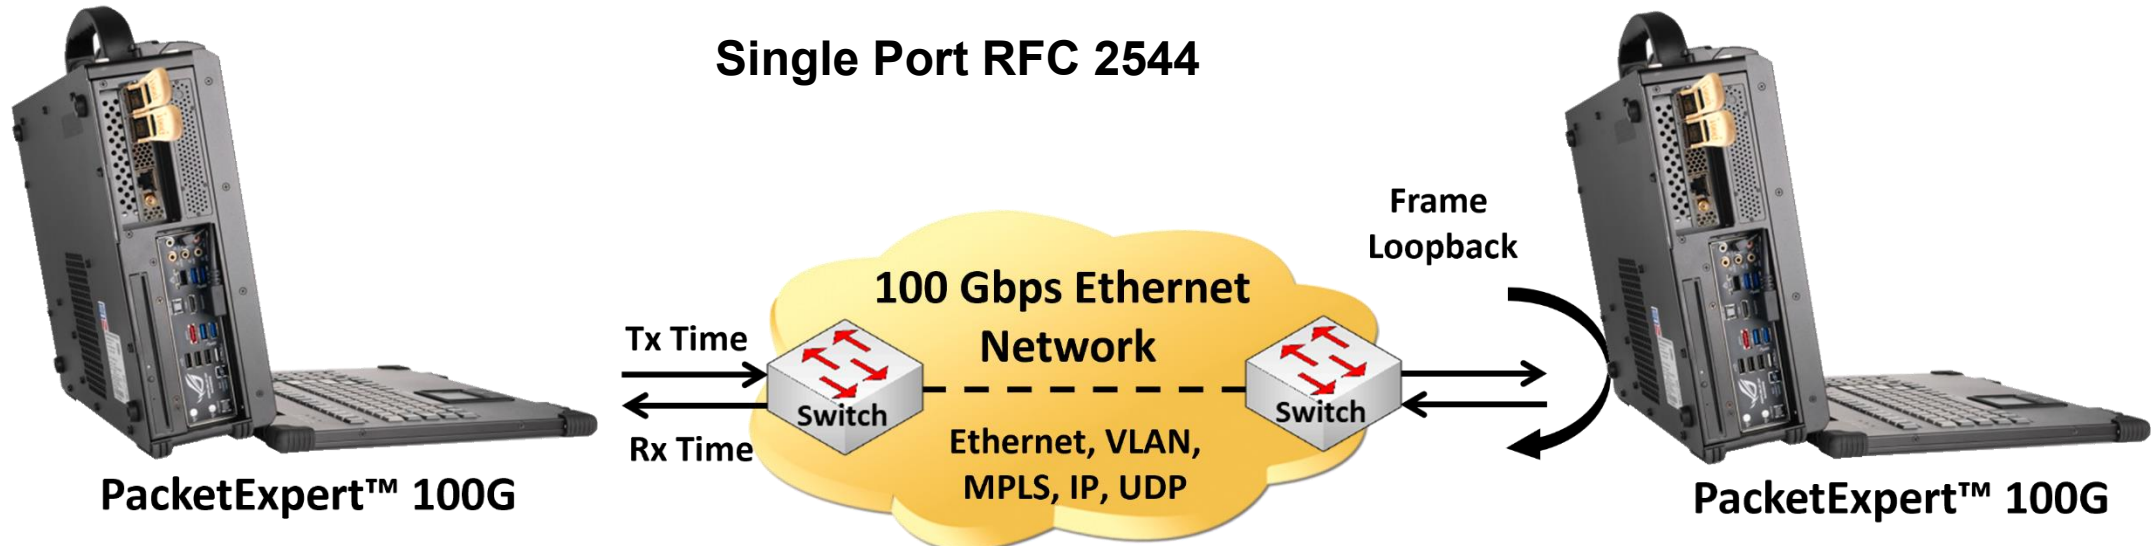 Single Port RFC 2544
Frame
Loopback
100 Gbps Ethernet
Network
Tx Time
Switch
Switch
Rx Time
Ethernet, VLAN,
MPLS, IP, UDP
PacketExpert™ 100G
PacketExpert™ 100G